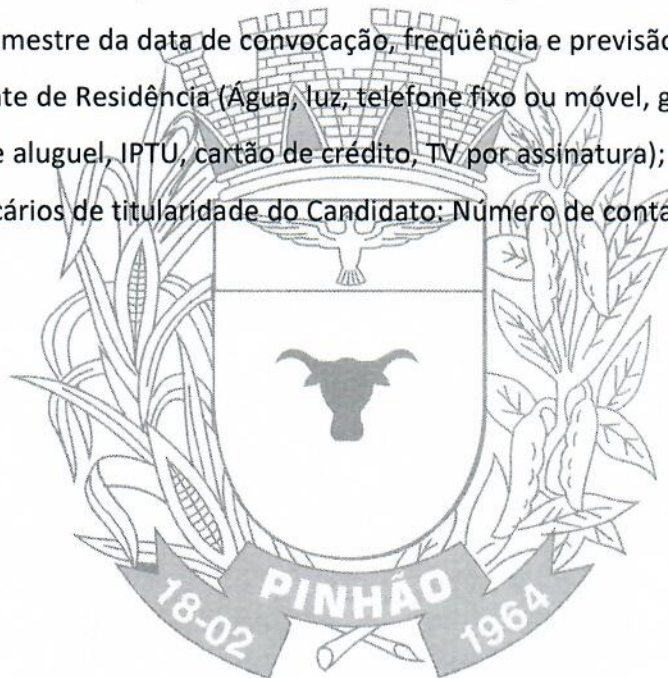 mestre da data de convocação, freqüência e previsão
te de Residência (Água, luz, telefone fixo ou móvel, g
e aluguel, IPTU, cartão de crédito, TV por assinatura);
cários de titularidade do Candidato: Número de conta
PINHÃO
18-02
1964